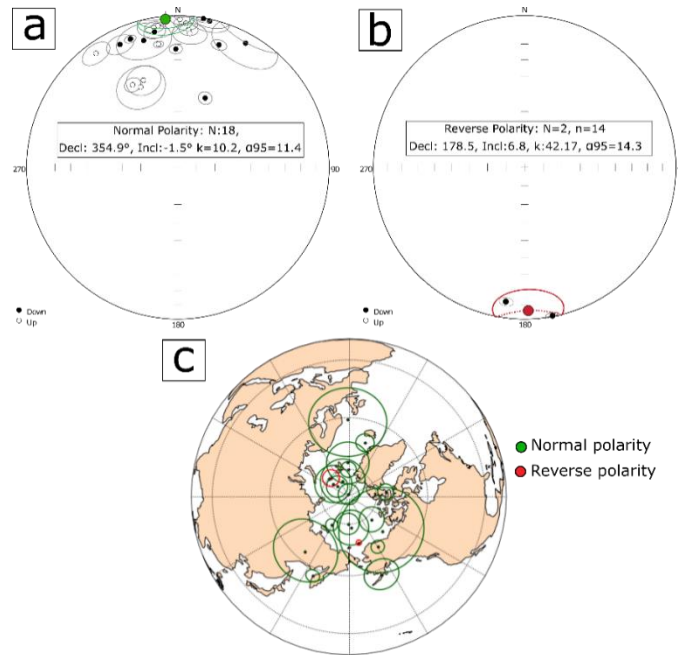 a
N
Normal Polarity: N:18,
Decl: 354.9°, Incl:-1.5° k=10.2, α95=11.4
270
90
Down
Up
180
b
N
Reverse Polarity: N=2, n=14
Decl: 178.5, Incl:6.8, k:42.17, α95=14.3
270
90
Down
Up
180
c
Normal polarity
Reverse polarity